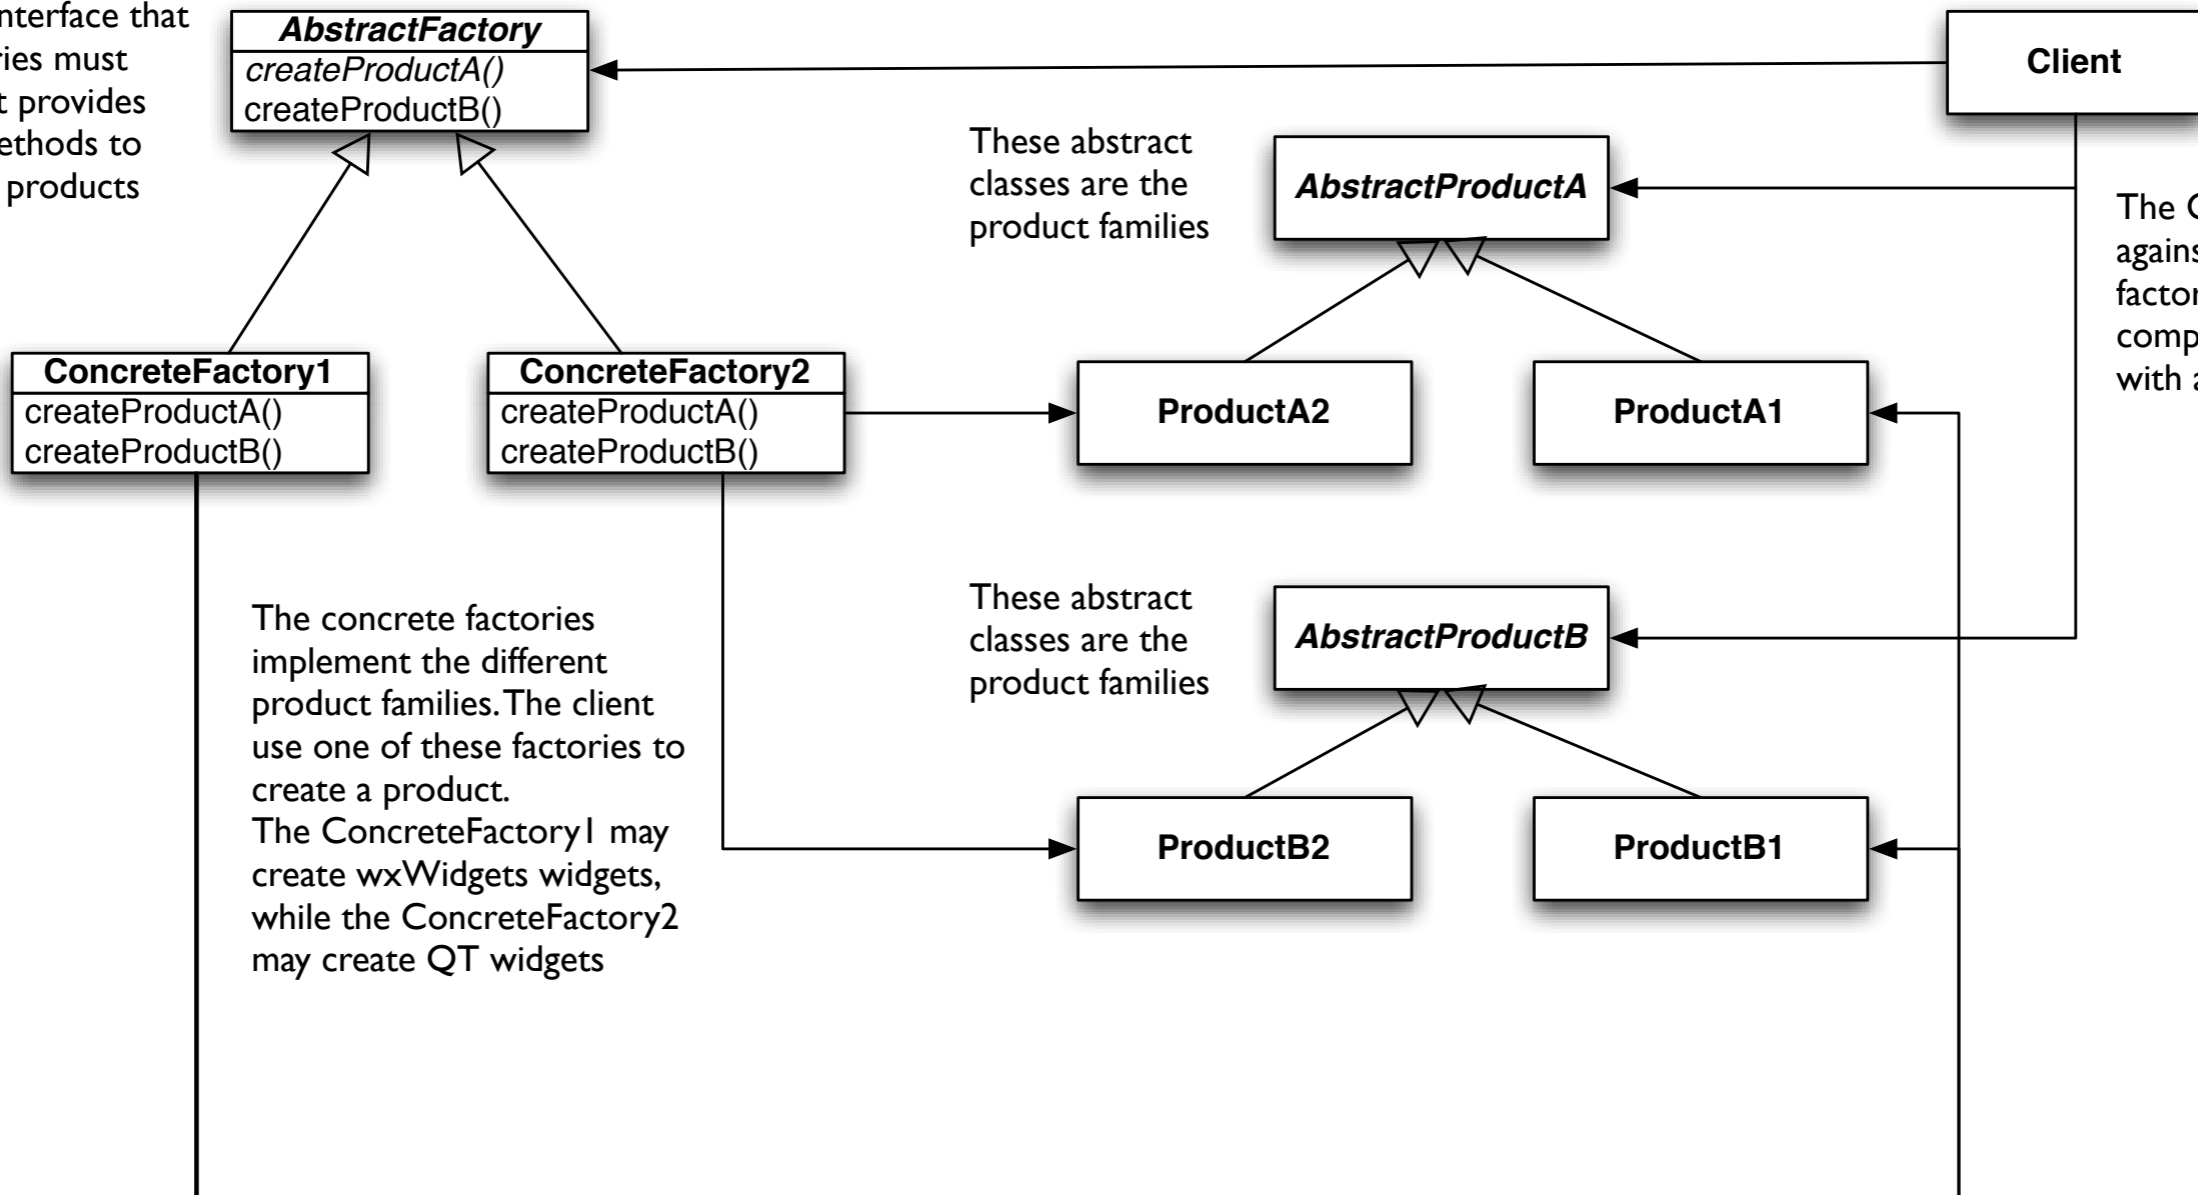 nterface that
ries must
t provides
ethods to
products
AbstractFactory
createProductA()
createProductB()
Client
These abstract
classes are the
product families
AbstractProductA
The
agains
factor
comp
with a
ConcreteFactory1
createProductA()
createProductB()
ConcreteFactory2
createProductA()
createProductB()
ProductA2
ProductA1
The concrete factories
implement the different
product families. The client
use one of these factories to
create a product.
The ConcreteFactory1 may
create wxWidgets widgets,
while the ConcreteFactory2
may create QT widgets
These abstract
classes are the
product families
AbstractProductB
ProductB2
ProductB1